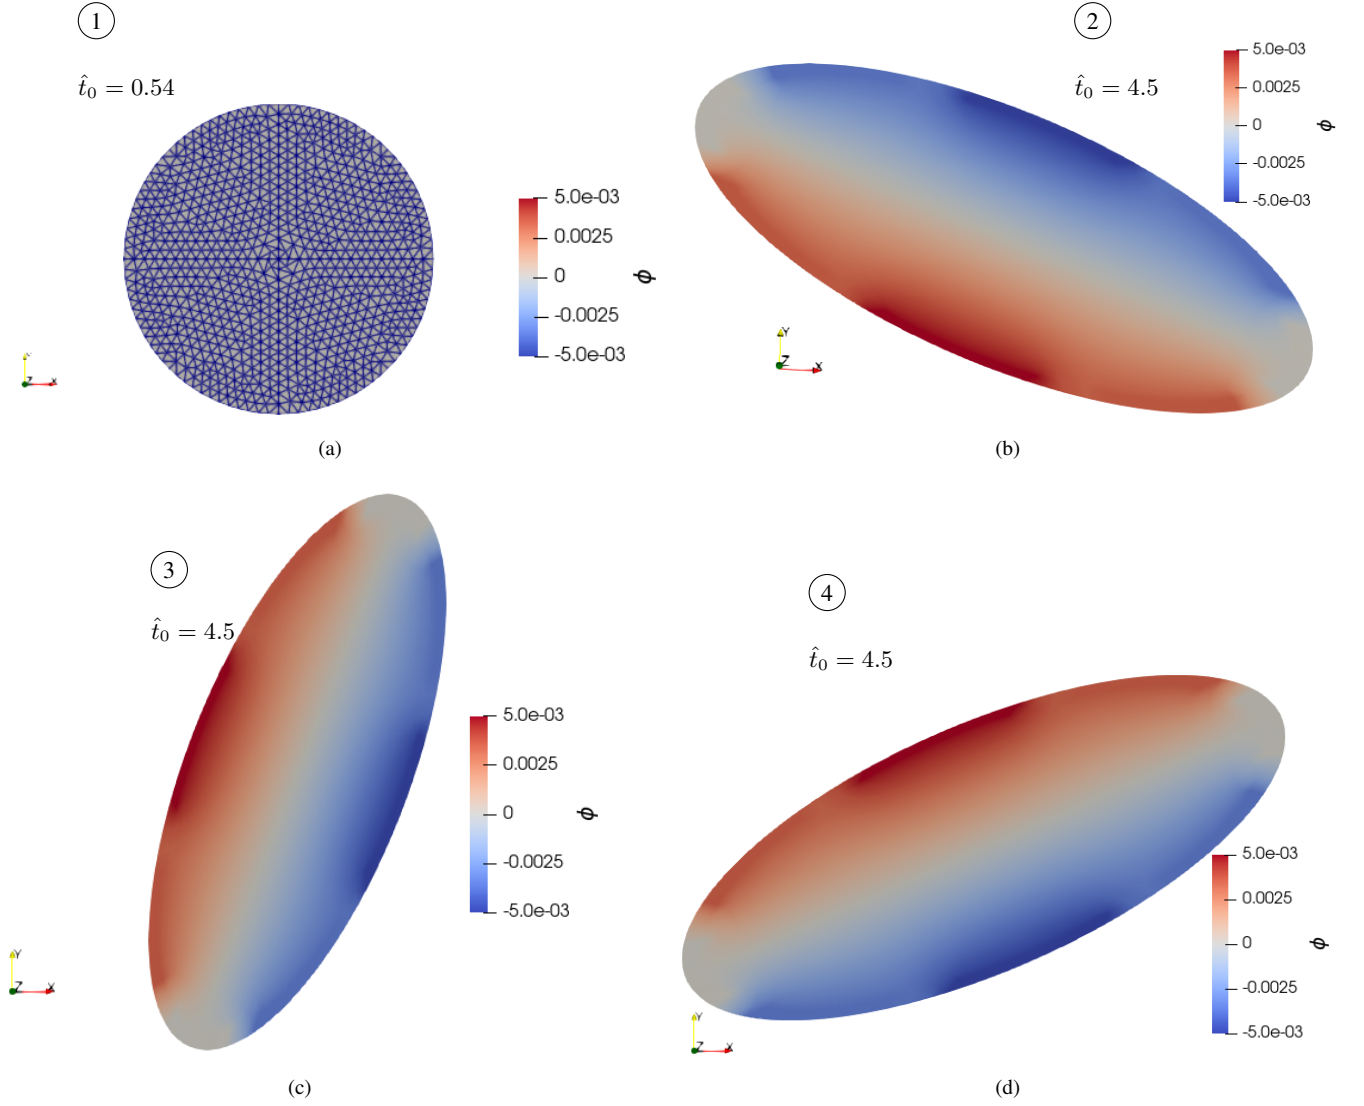 1
t̂₀ = 0.54
5.0e-03
0.0025
0
-0.0025
-5.0e-03
ϕ
Z X
(a)
2
t̂₀ = 4.5
5.0e-03
0.0025
0
-0.0025
-5.0e-03
ϕ
Y
Z X
(b)
3
t̂₀ = 4.5
5.0e-03
0.0025
0
-0.0025
-5.0e-03
ϕ
Y
Z X
(c)
4
t̂₀ = 4.5
5.0e-03
0.0025
0
-0.0025
-5.0e-03
ϕ
Y
Z X
(d)